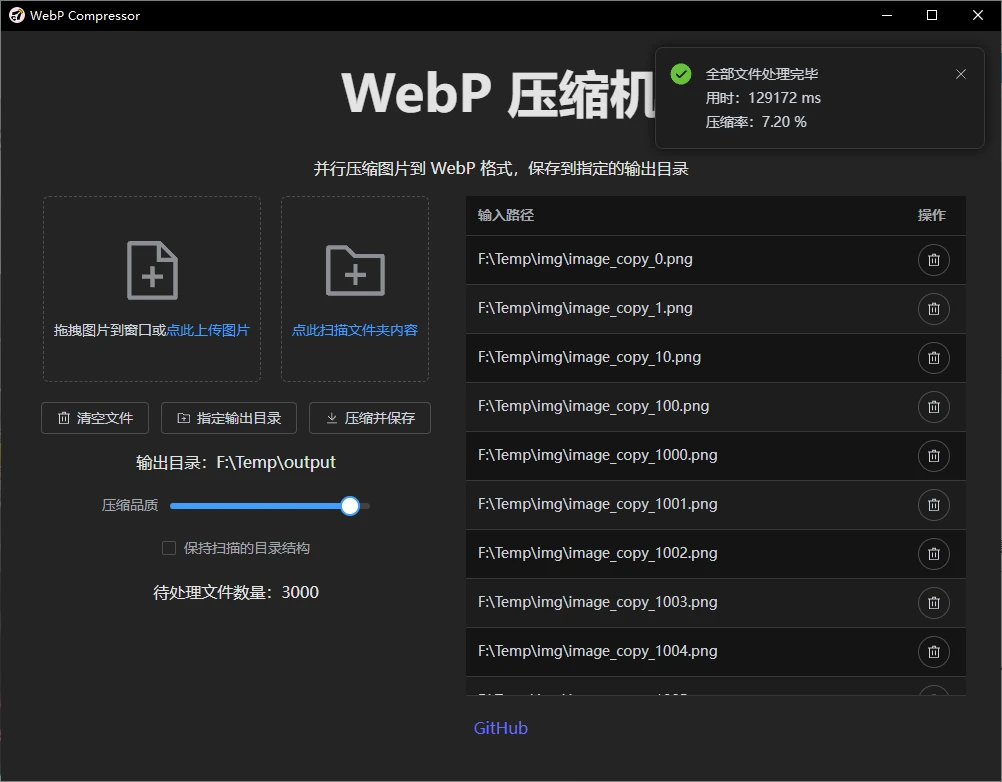 WebP Compressor
全部文件处理完毕
用时：129172 ms
压缩率：7.20 %
WebP 压缩机
并行压缩图片到 WebP 格式，保存到指定的输出目录
拖拽图片到窗口或点此上传图片
点此扫描文件夹内容
清空文件
指定输出目录
压缩并保存
输出目录：F:\Temp\output
压缩品质
保持扫描的目录结构
待处理文件数量：3000
输入路径 操作
F:\Temp\img\image_copy_0.png
F:\Temp\img\image_copy_1.png
F:\Temp\img\image_copy_10.png
F:\Temp\img\image_copy_100.png
F:\Temp\img\image_copy_1000.png
F:\Temp\img\image_copy_1001.png
F:\Temp\img\image_copy_1002.png
F:\Temp\img\image_copy_1003.png
F:\Temp\img\image_copy_1004.png
GitHub